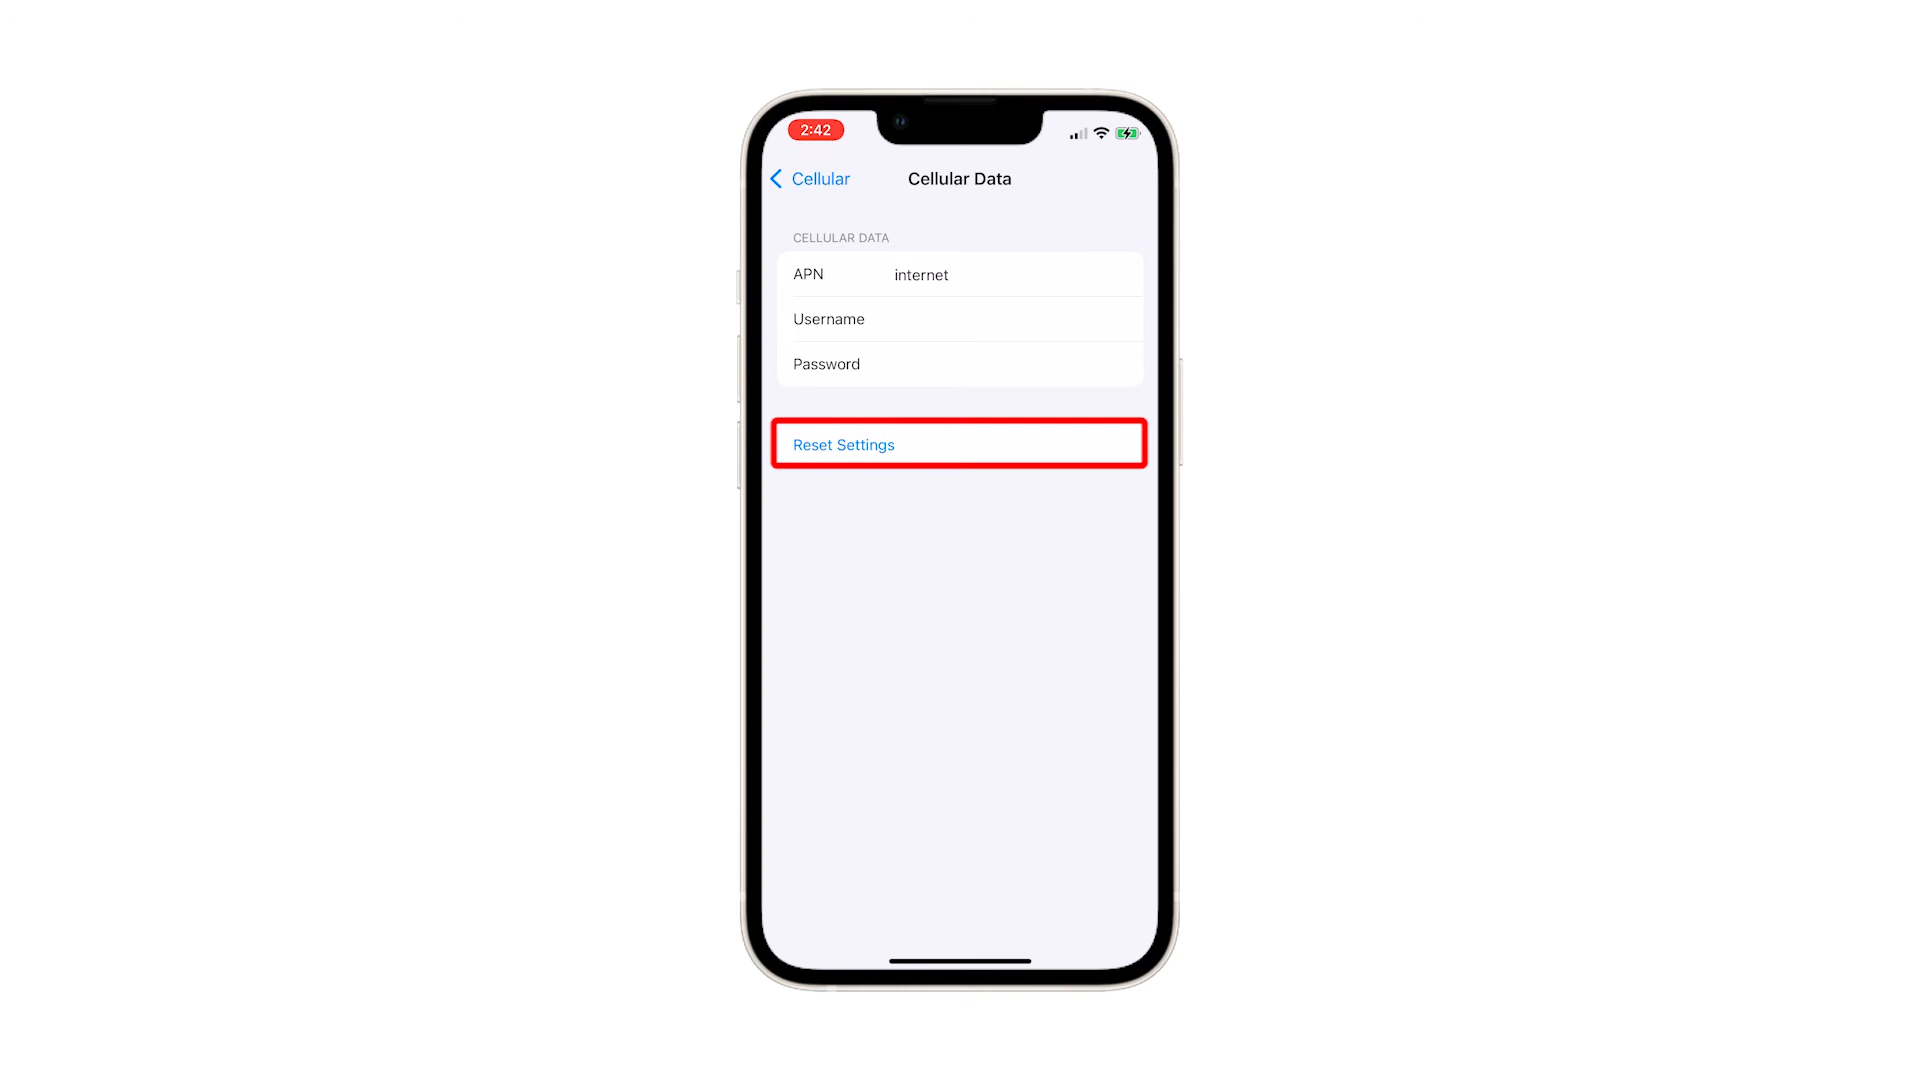 2:42
Cellular
Cellular Data
CELLULAR DATA
APN internet
Username
Password
Reset Settings